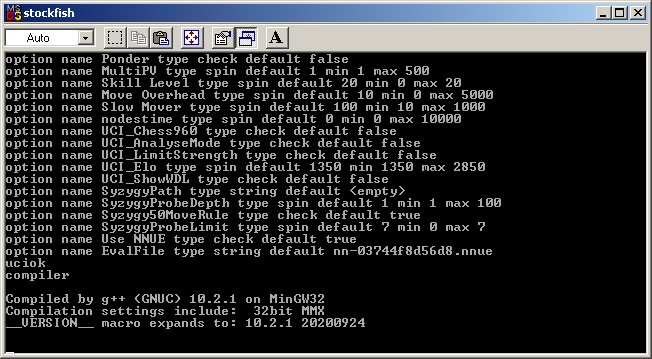 stockfish
Auto
A
option name Ponder type check default false
option name MultiPV type spin default 1 min 1 max 500
option name Skill Level type spin default 20 min 0 max 20
option name Move Overhead type spin default 10 min 0 max 5000
option name Slow Mover type spin default 100 min 10 max 1000
option name nodestime type spin default 0 min 0 max 10000
option name UCI_Chess960 type check default false
option name UCI_AnalyseMode type check default false
option name UCI_LimitStrength type check default false
option name UCI_Elo type spin default 1350 min 1350 max 2850
option name UCI_ShowWDL type check default false
option name SyzygyPath type string default <empty>
option name SyzygyProbeDepth type spin default 1 min 1 max 100
option name Syzygy50MoveRule type check default true
option name SyzygyProbeLimit type spin default 7 min 0 max 7
option name Use NNUE type check default true
option name EvalFile type string default nn-03744f8d56d8.nnue
uciok
compiler
Compiled by g++ (GNUC) 10.2.1 on MinGW32
Compilation settings include:  32bit MMX
__VERSION__ macro expands to: 10.2.1 20200924